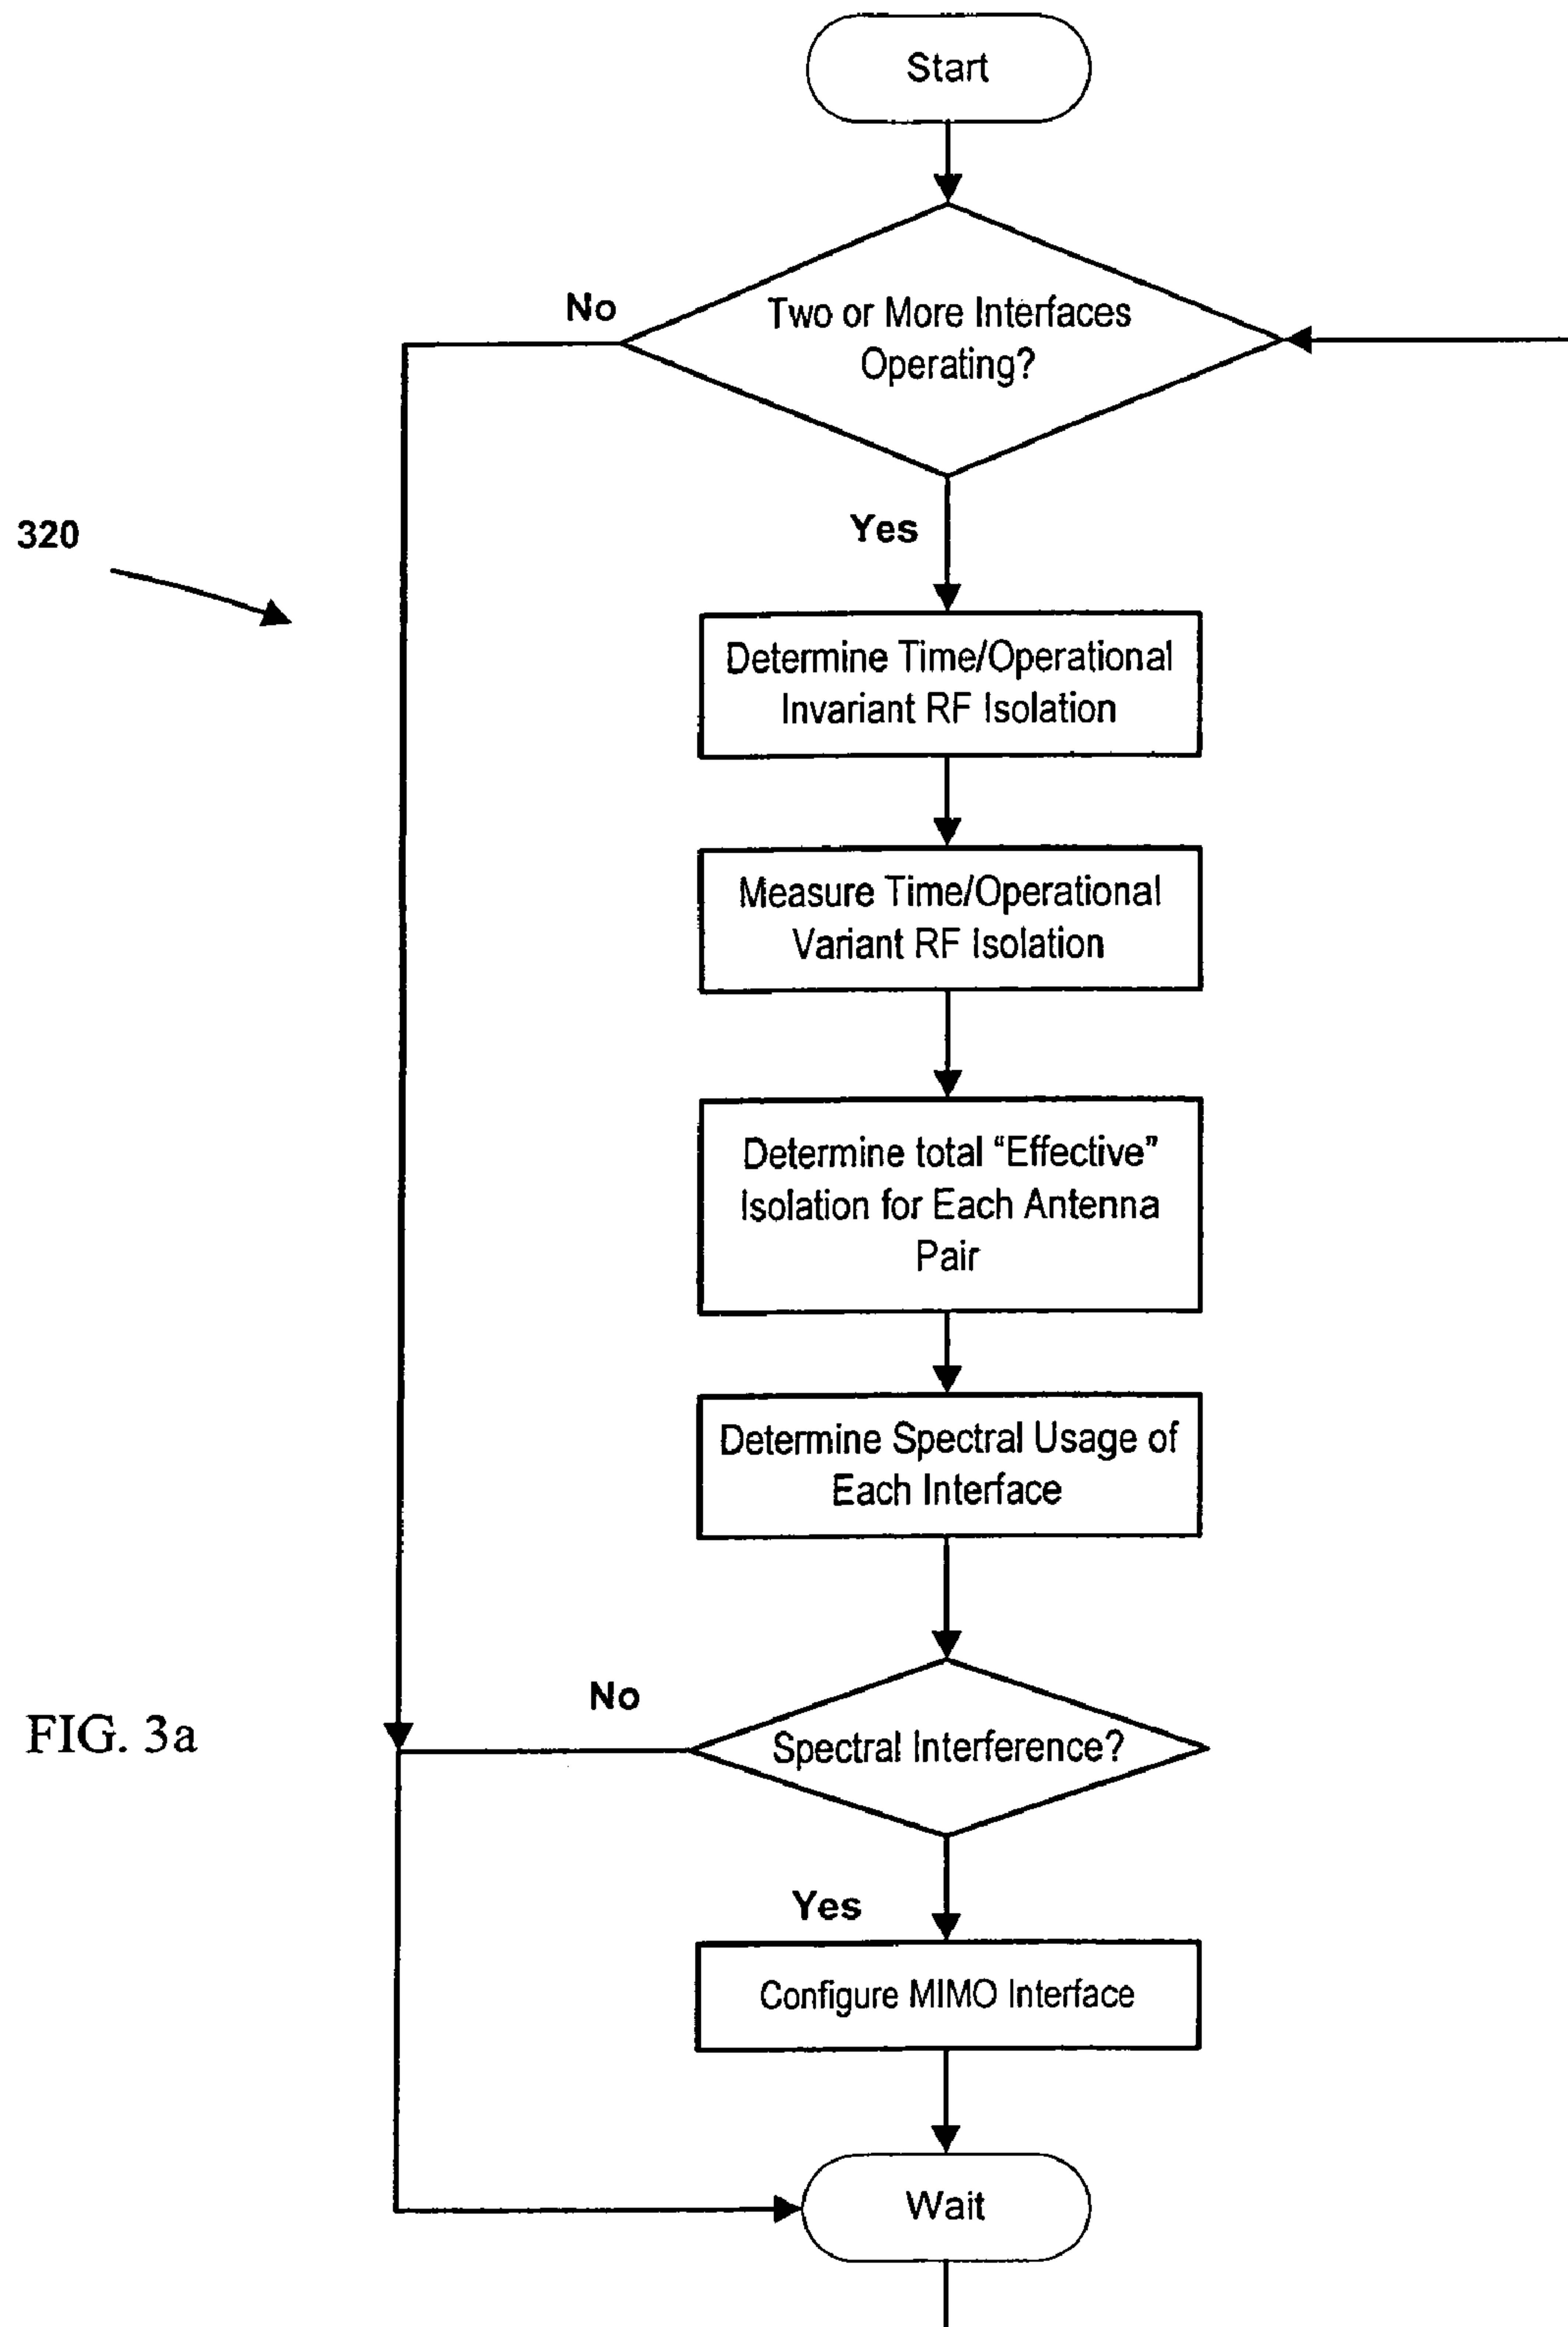 Start
No
Two or More Interfaces
Operating?
320
Yes
Determine Time/Operational
Invariant RF Isolation
Measure Time/Operational
Variant RF Isolation
Determine total “Effective”
Isolation for Each Antenna
Pair
Determine Spectral Usage of
Each Interface
No
FIG. 3a
Spectral Interference?
Yes
Configure MIMO Interface
Wait